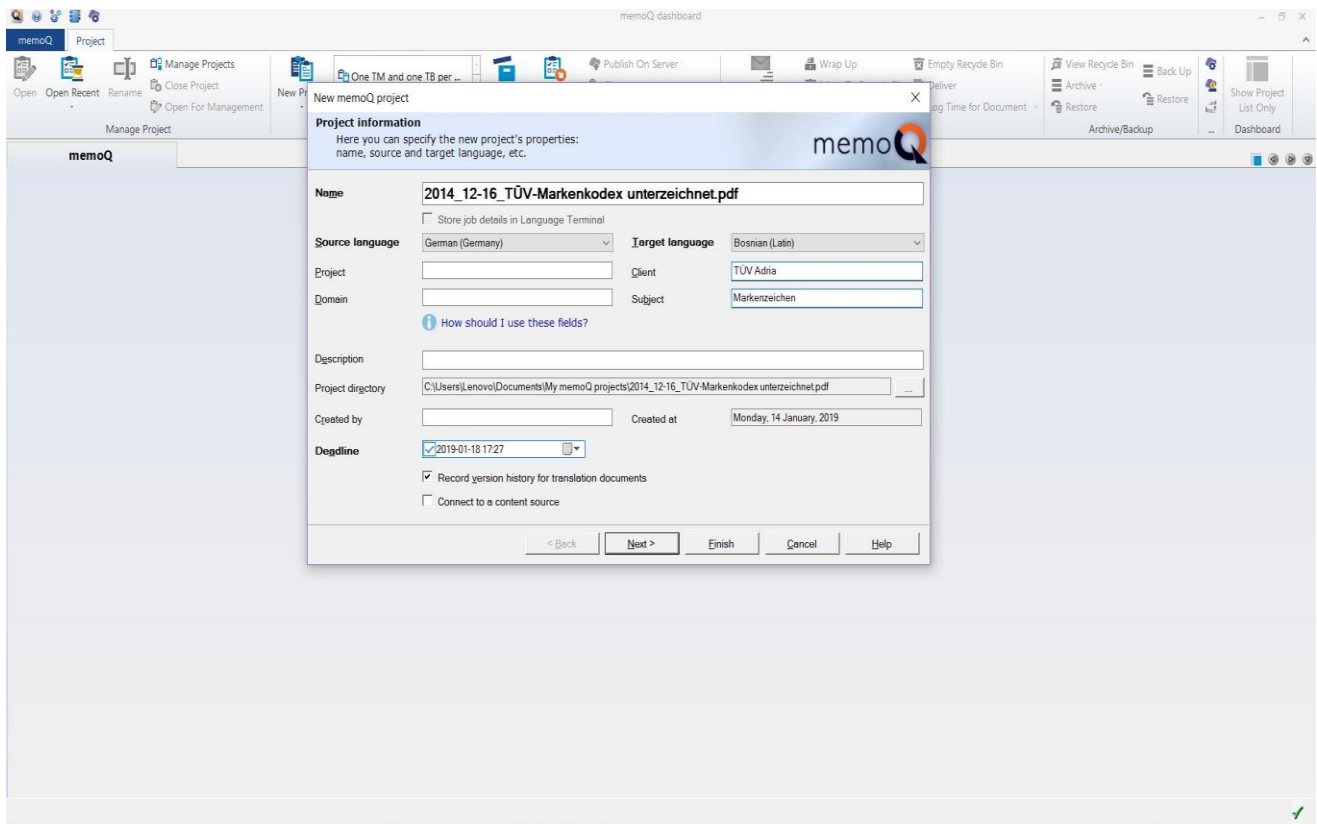 memoQ dashboard
memoQ Project
Open Open Recent Rename
Manage Projects
Close Project
Open For Management
Manage Project
New Pr
One TM and one TB per ...
Publish On Server
Wrap Up
Empty Recycle Bin
Deliver
Log Time for Document
View Recycle Bin
Archive
Restore
Back Up
Restore
Archive/Backup
...
Show Project
List Only
Dashboard
memoQ
New memoQ project
Project information
Here you can specify the new project's properties:
name, source and target language, etc.
memoQ
Name 2014_12-16_TÜV-Markenkodex unterzeichnet.pdf
Store job details in Language Terminal
Source language German (Germany) Target language Bosnian (Latin)
Project Client TÜV Adria
Domain Subject Markenzeichen
How should I use these fields?
Description
Project directory C:\Users\Lenovo\Documents\My memoQ projects\2014_12-16_TÜV-Markenkodex unterzeichnet.pdf ...
Created by Created at Monday, 14 January, 2019
Deadline 2019-01-18 17:27
Record version history for translation documents
Connect to a content source
< Back Next > Finish Cancel Help